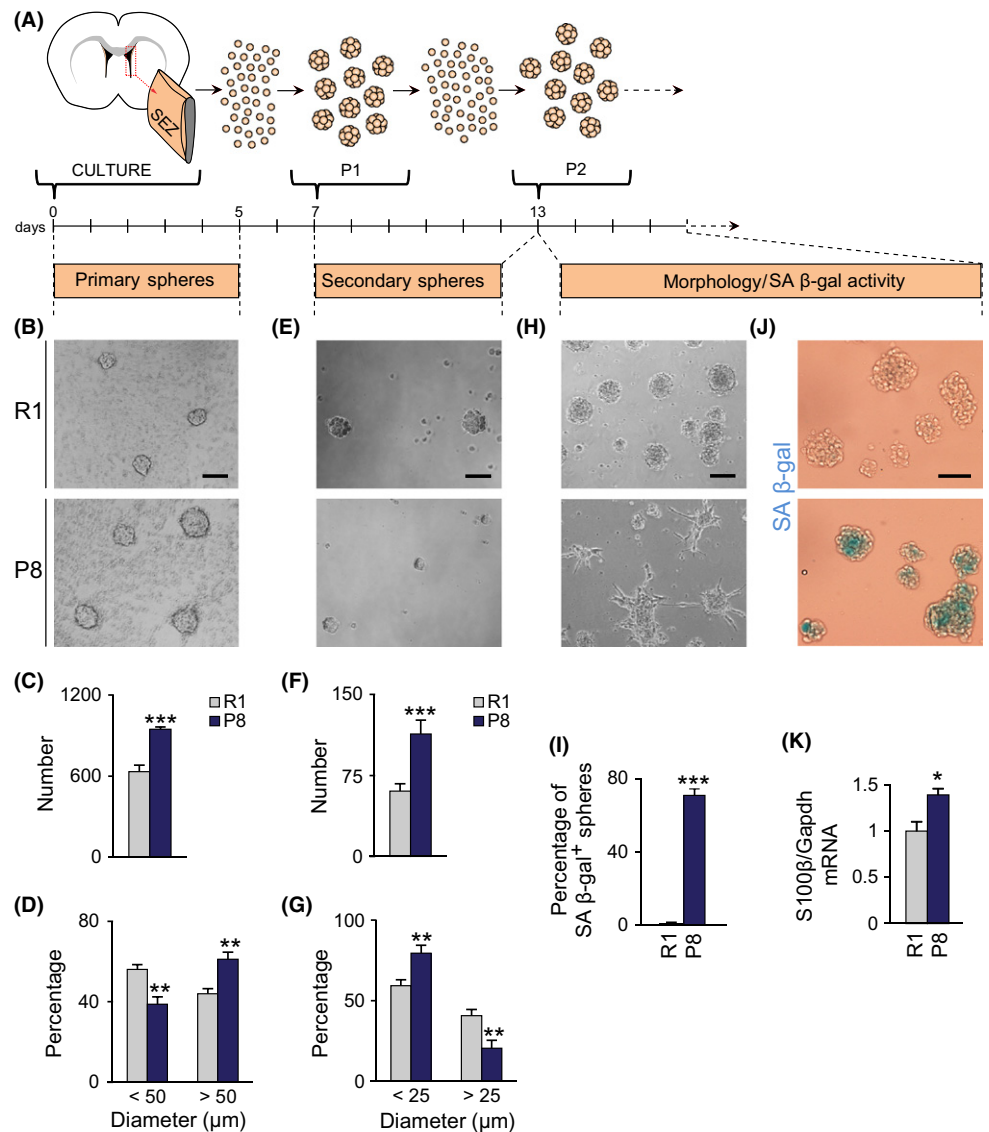 (A)
SEZ
CULTURE
P1
P2
0
5
7
13
days
Primary spheres
Secondary spheres
Morphology/SA β-gal activity
(B)
(E)
(H)
(J)
R1
P8
SA β-gal
(C)
1200
600
0
Number
***
R1
P8
(F)
150
75
0
Number
***
R1
P8
(I)
80
40
0
Percentage of
SA β-gal⁺ spheres
***
R1
P8
(K)
1.5
1
0.5
0
S100β/Gapdh
mRNA
*
R1
P8
(D)
80
40
0
Percentage
**
**
< 50
> 50
Diameter (µm)
(G)
100
50
0
Percentage
**
**
< 25
> 25
Diameter (µm)